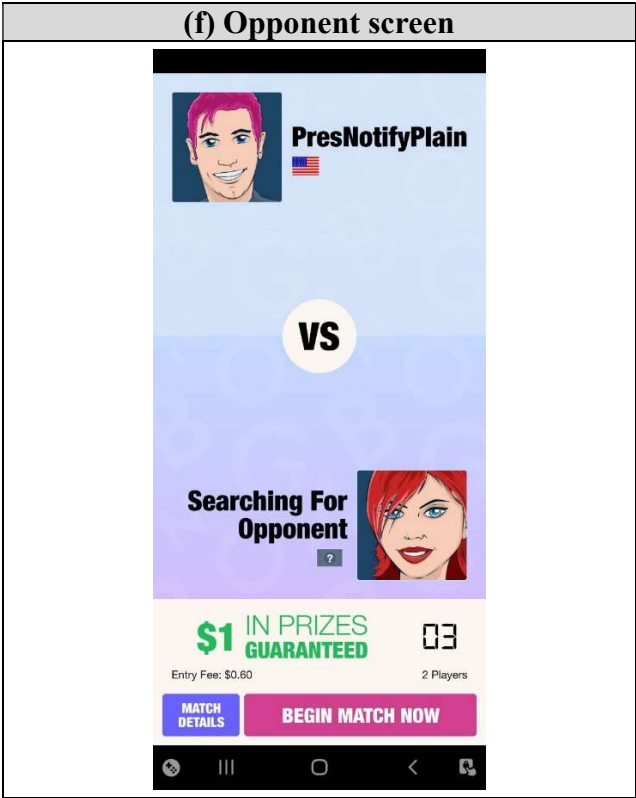 (f) Opponent screen
PresNotifyPlain
VS
Searching For
Opponent
?
$1 IN PRIZES
GUARANTEED
03
Entry Fee: $0.60
2 Players
MATCH
DETAILS
BEGIN MATCH NOW